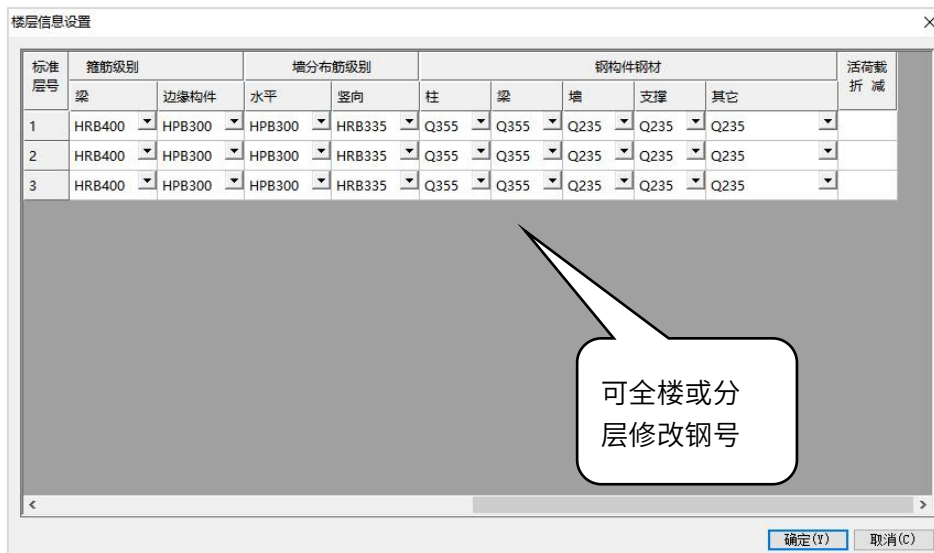 楼层信息设置
标准层号 箍筋级别 墙分布筋级别 钢构件钢材 活荷载折 减
梁 边缘构件 水平 竖向 柱 梁 墙 支撑 其它
1 HRB400 HPB300 HPB300 HRB335 Q355 Q355 Q235 Q235 Q235
2 HRB400 HPB300 HPB300 HRB335 Q355 Q355 Q235 Q235 Q235
3 HRB400 HPB300 HPB300 HRB335 Q355 Q355 Q235 Q235 Q235
可全楼或分
层修改钢号
确定(Y) 取消(C)